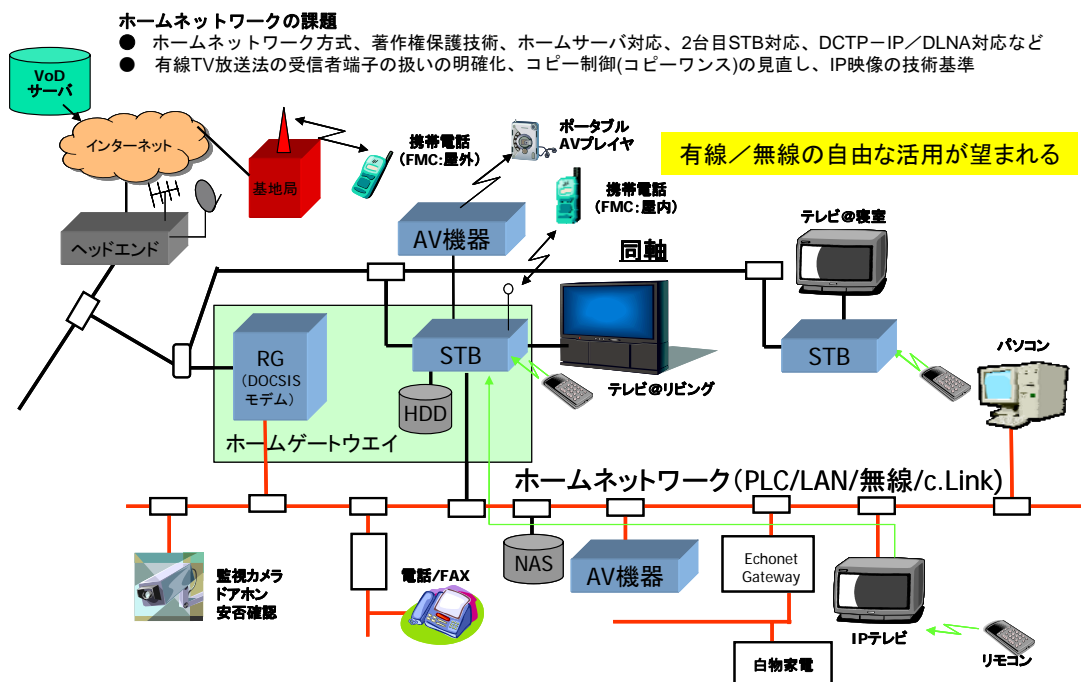 ホームネットワークの課題
● ホームネットワーク方式、著作権保護技術、ホームサーバ対応、2台目STB対応、DCTP－IP／DLNA対応など
● 有線TV放送法の受信者端子の扱いの明確化、コピー制御(コピーワンス)の見直し、IP映像の技術基準
VoD
サーバ
インターネット
基地局
携帯電話
(FMC:屋外)
ポータブル
AVプレイヤ
有線／無線の自由な活用が望まれる
携帯電話
(FMC:屋内)
ヘッドエンド
AV機器
同軸
テレビ@寝室
RG
(DOCSIS
モデム)
STB
HDD
ホームゲートウエイ
テレビ@リビング
STB
パソコン
ホームネットワーク(PLC/LAN/無線/c.Link)
監視カメラ
ドアホン
安否確認
電話/FAX
NAS
AV機器
Echonet
Gateway
白物家電
IPテレビ
リモコン